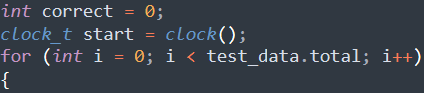 int correct = 0;
clock_t start = clock();
for (int i = 0; i < test_data.total; i++)
{